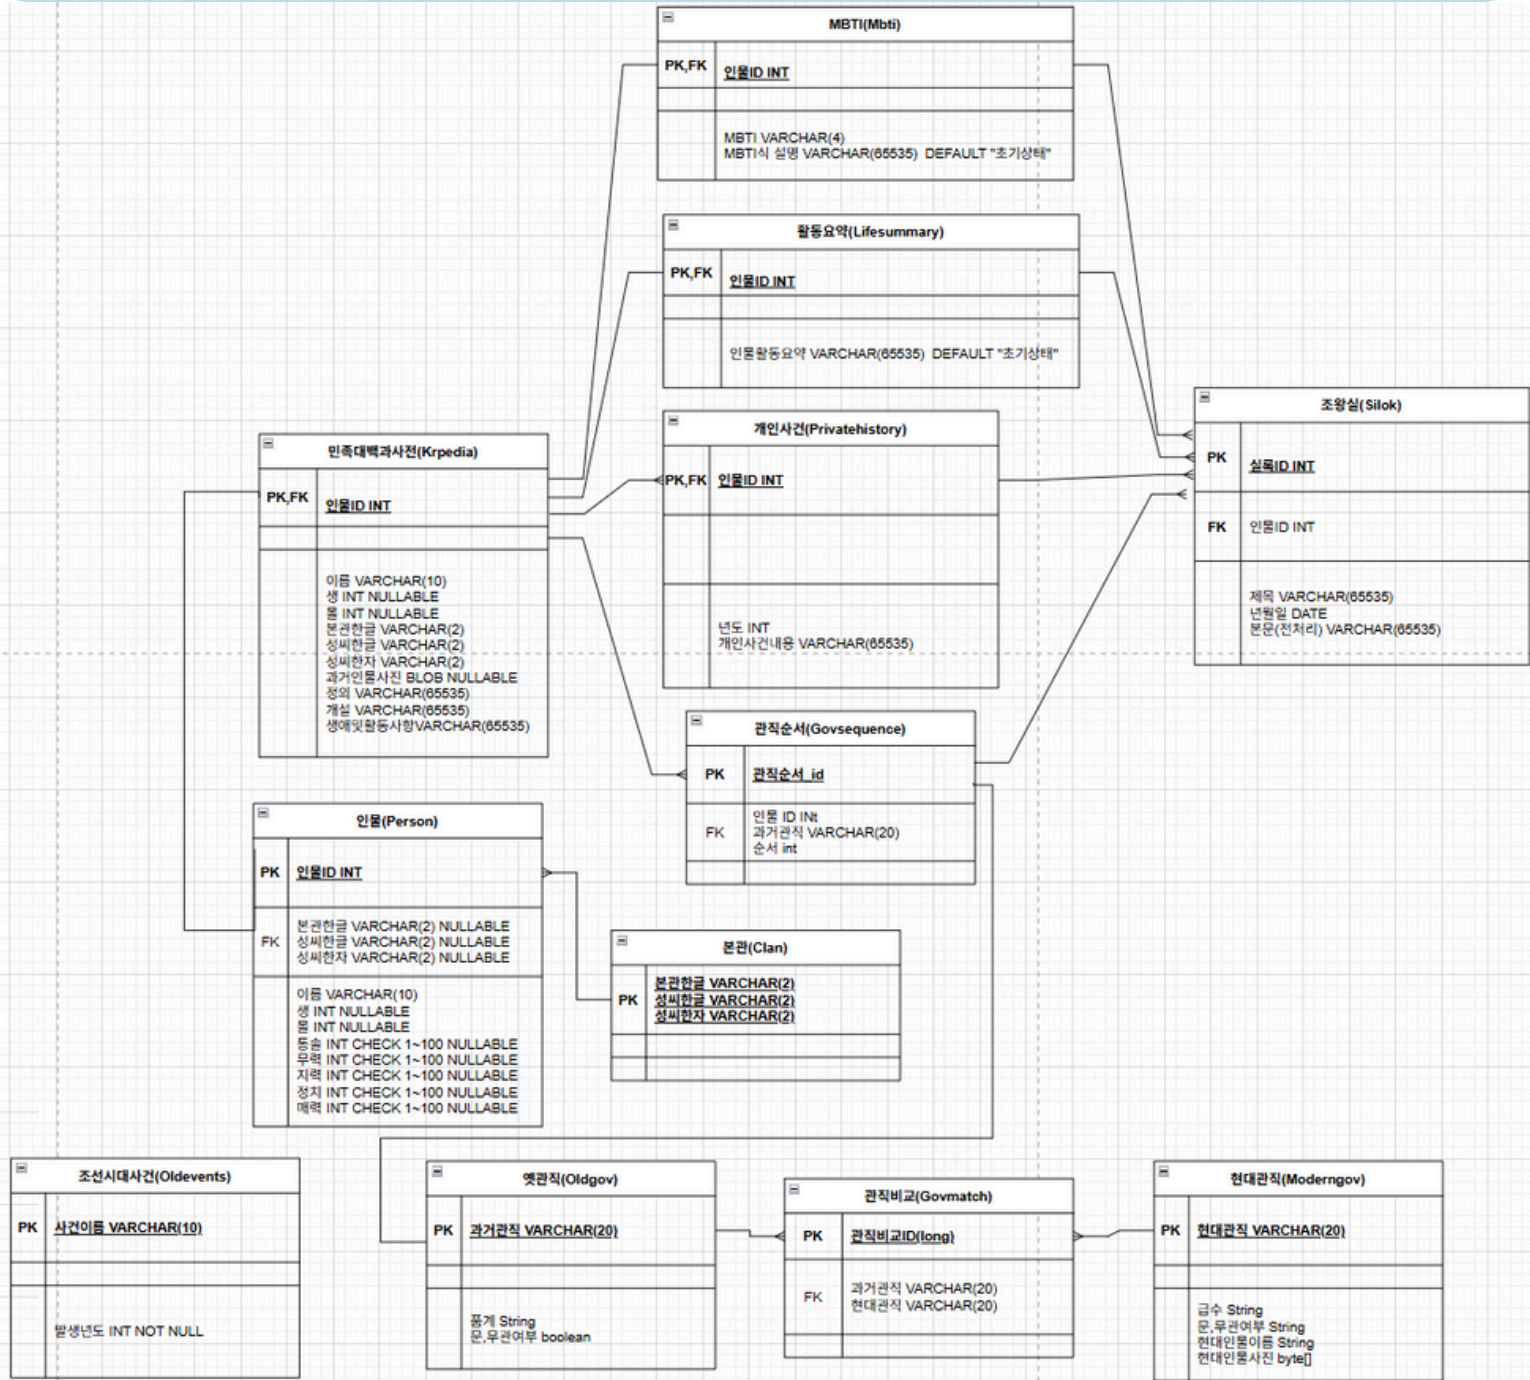 MBTI(Mbti)
PK,FK
인물ID INT
MBTI VARCHAR(4)
MBTI식 설명 VARCHAR(65535) DEFAULT "초기상태"
활동요약(Lifesummary)
PK,FK
인물ID INT
인물활동요약 VARCHAR(65535) DEFAULT "초기상태"
개인사건(Privatehistory)
PK,FK
인물ID INT
년도 INT
개인사건내용 VARCHAR(65535)
조왕실(Silok)
PK
실록ID INT
FK
인물ID INT
제목 VARCHAR(65535)
년월일 DATE
본문(전처리) VARCHAR(65535)
민족대백과사전(Krpedia)
PK,FK
인물ID INT
이름 VARCHAR(10)
생 INT NULLABLE
몰 INT NULLABLE
본관한글 VARCHAR(2)
성씨한글 VARCHAR(2)
성씨한자 VARCHAR(2)
과거인물사진 BLOB NULLABLE
정의 VARCHAR(65535)
개설 VARCHAR(65535)
생애및활동사항VARCHAR(65535)
관직순서(Govsequence)
PK
관직순서_id
FK
인물 ID INt
과거관직 VARCHAR(20)
순서 int
인물(Person)
PK
인물ID INT
FK
본관한글 VARCHAR(2) NULLABLE
성씨한글 VARCHAR(2) NULLABLE
성씨한자 VARCHAR(2) NULLABLE
이름 VARCHAR(10)
생 INT NULLABLE
몰 INT NULLABLE
통솔 INT CHECK 1~100 NULLABLE
무력 INT CHECK 1~100 NULLABLE
지력 INT CHECK 1~100 NULLABLE
정치 INT CHECK 1~100 NULLABLE
매력 INT CHECK 1~100 NULLABLE
본관(Clan)
PK
본관한글 VARCHAR(2)
성씨한글 VARCHAR(2)
성씨한자 VARCHAR(2)
조선시대사건(Oldevents)
PK
사건이름 VARCHAR(10)
발생년도 INT NOT NULL
옛관직(Oldgov)
PK
과거관직 VARCHAR(20)
품계 String
문,무관여부 boolean
관직비교(Govmatch)
PK
관직비교ID(long)
FK
과거관직 VARCHAR(20)
현대관직 VARCHAR(20)
현대관직(Moderngov)
PK
현대관직 VARCHAR(20)
급수 String
문,무관여부 String
현대인물이름 String
현대인물사진 byte[]